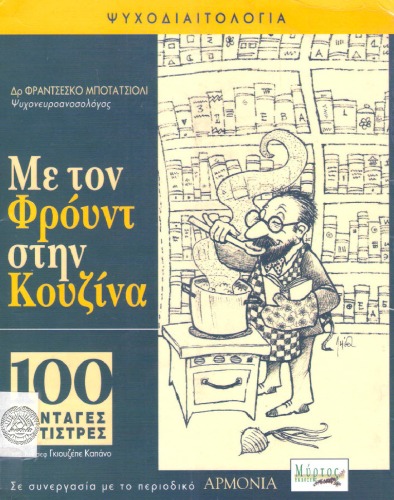 ΨΥΧΟΔΙΑΙΤΟΛΟΓΙΑ
Δρ ΦΡΑΝΤΣΕΣΚΟ ΜΠΟΤΑΤΣΙΟΛΙ
Ψυχονευροανοσολόγος
Με τον
Φρόυντ
στην
Κουζίνα
100
ΝΤΑΓΕΣ
ΤΙΣΤΡΕΣ
σεφ Γκιουζέπε Καπάνο
Σε συνεργασία με το περιοδικό ΑΡΜΟΝΙΑ
Μύρτος